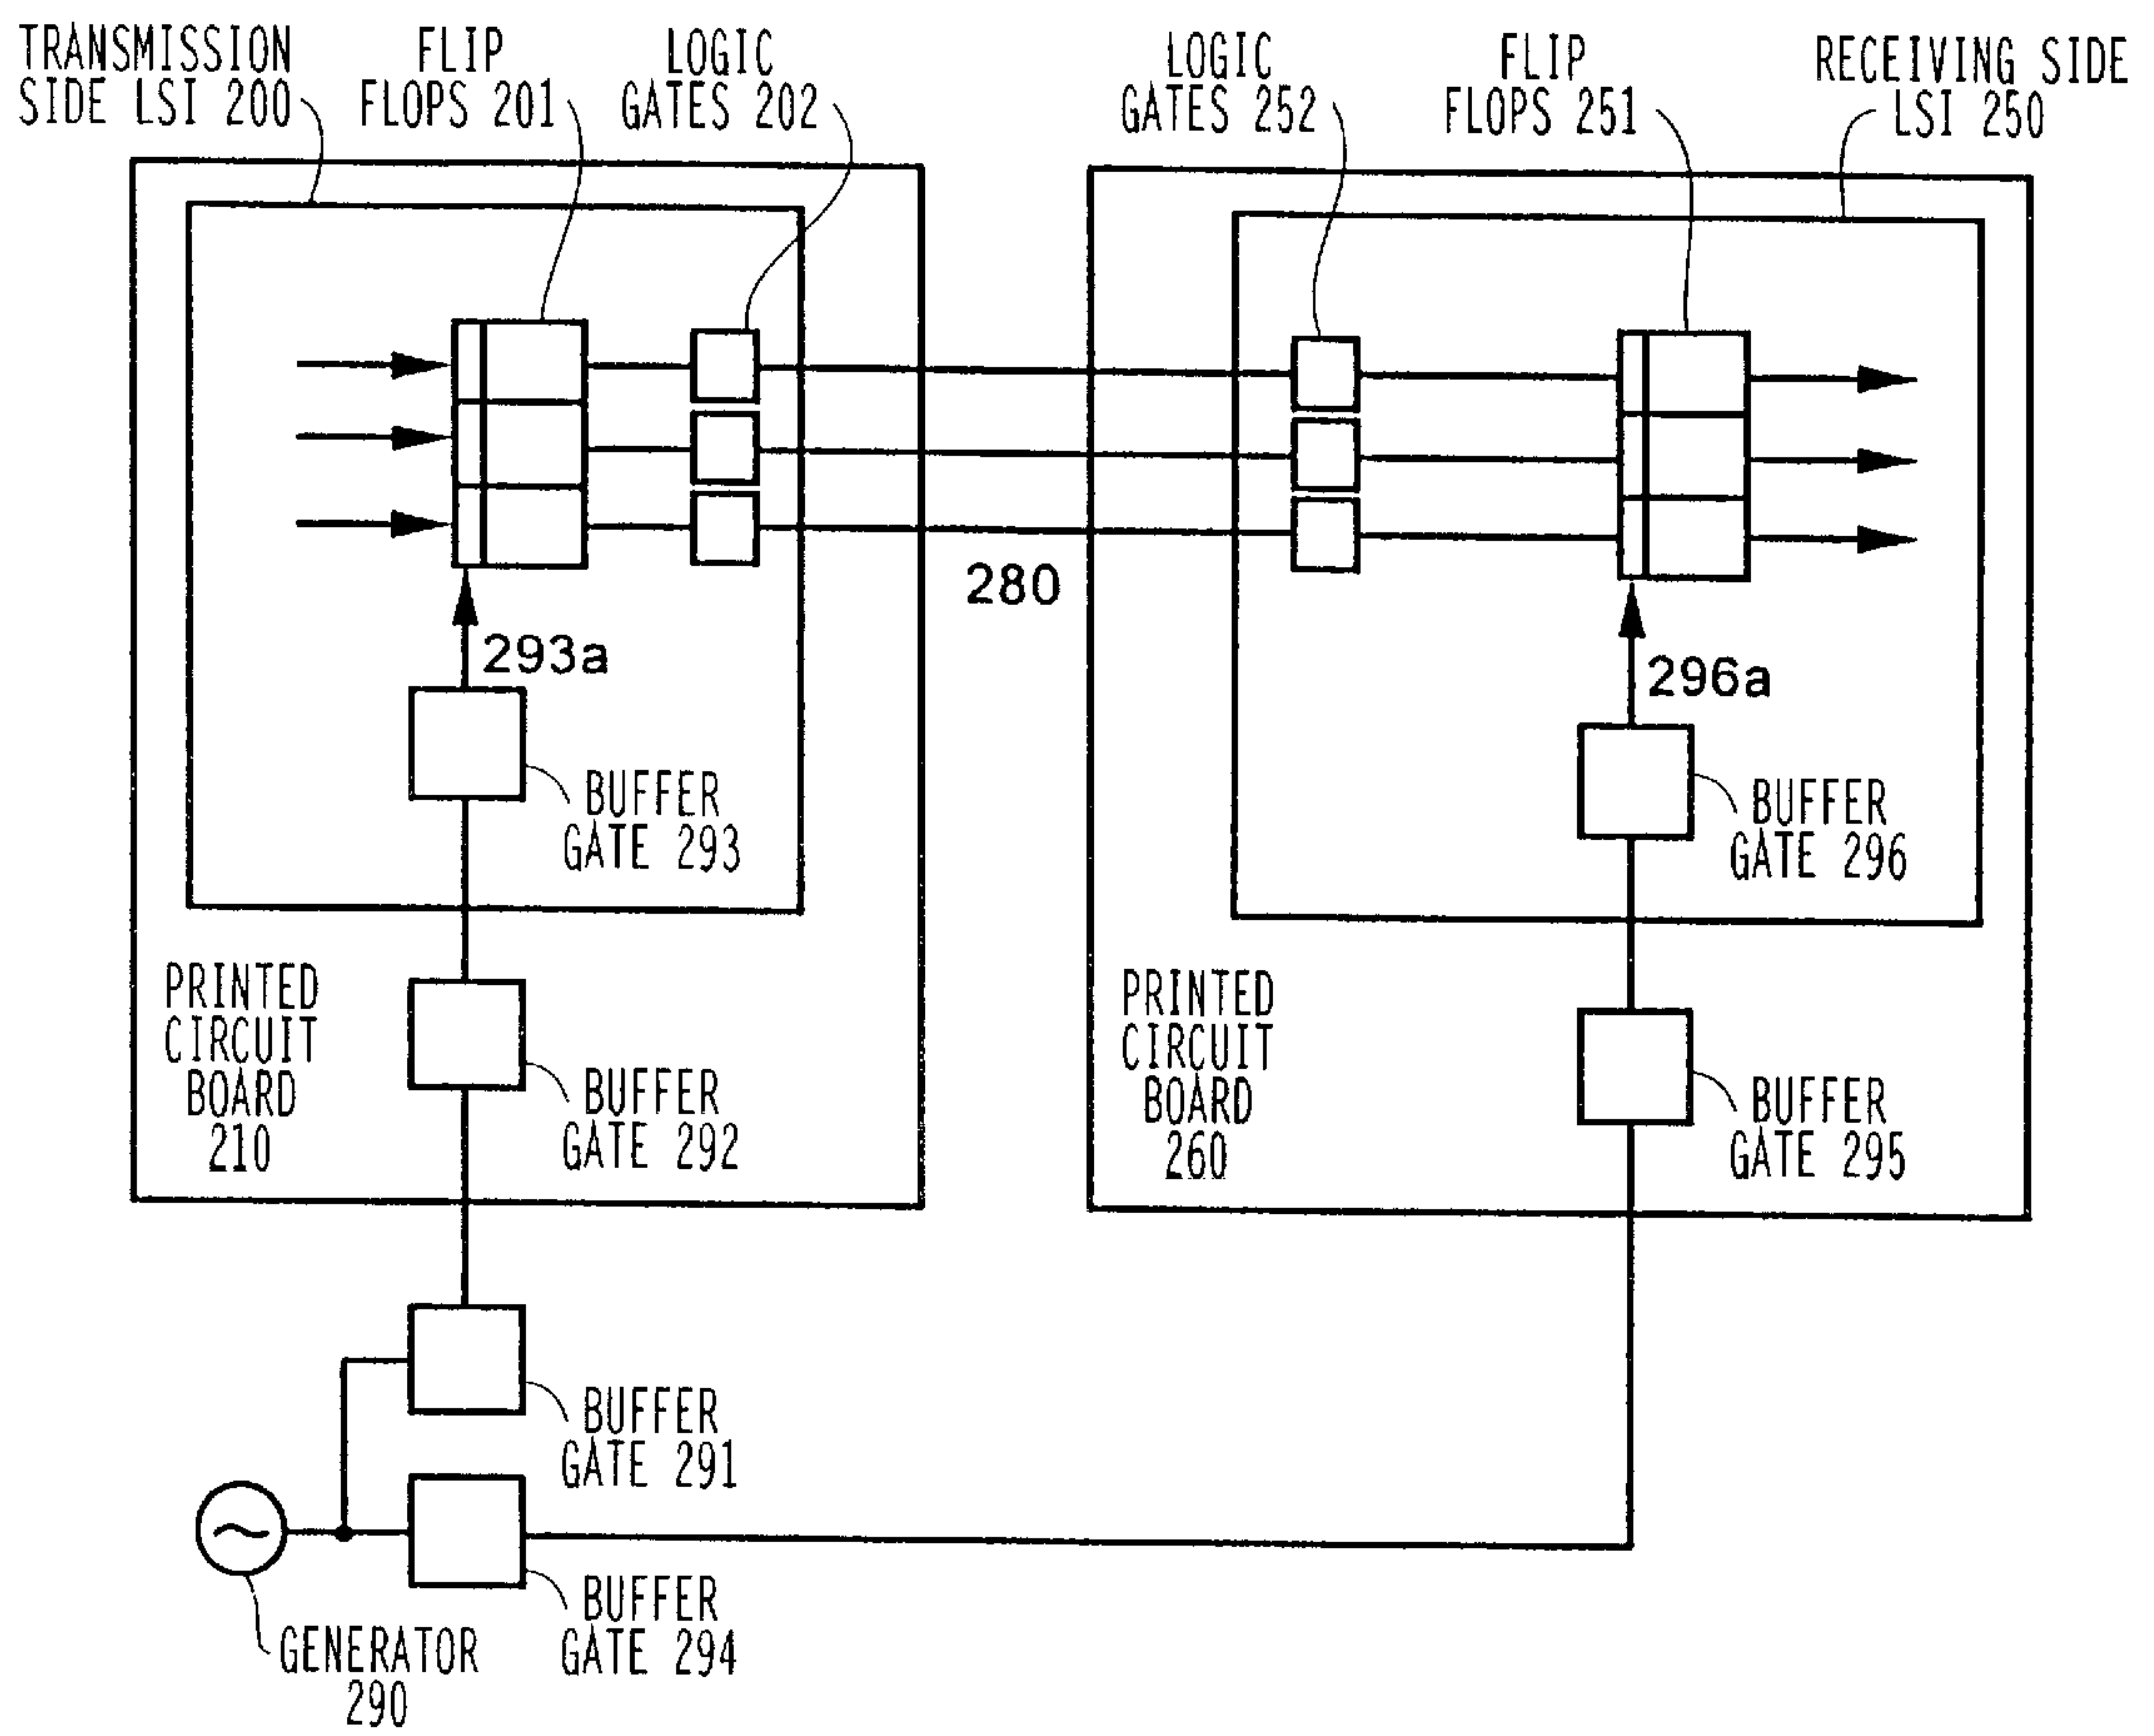 TRANSMISSION
SIDE LSI 200
FLIP
FLOPS 201
LOGIC
GATES 202
LOGIC
GATES 252
FLIP
FLOPS 251
RECEIVING SIDE
LSI 250
280
293a
296a
BUFFER
GATE 293
BUFFER
GATE 296
PRINTED
CIRCUIT
BOARD
210
BUFFER
GATE 292
PRINTED
CIRCUIT
BOARD
260
BUFFER
GATE 295
BUFFER
GATE 291
BUFFER
GATE 294
GENERATOR
290